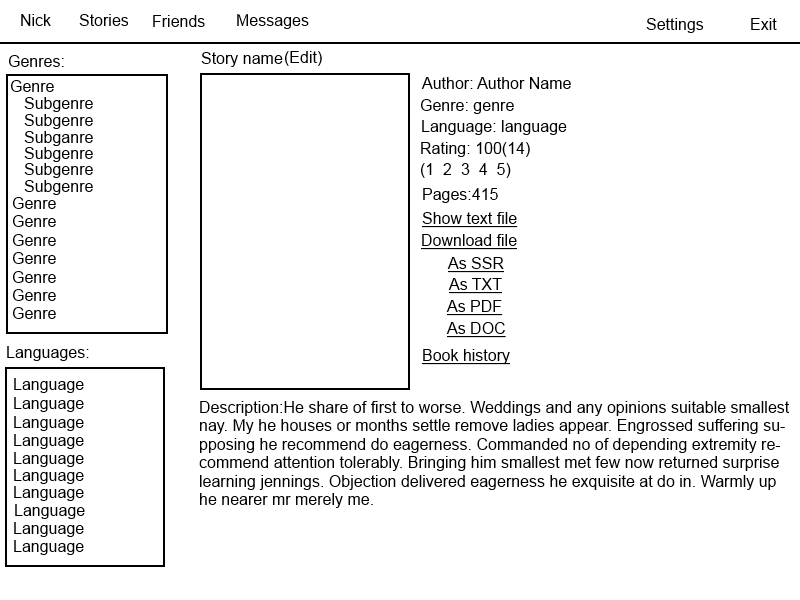 Nick Stories Friends Messages Settings Exit
Genres:
Genre
Subgenre
Subgenre
Subganre
Subgenre
Subgenre
Subgenre
Genre
Genre
Genre
Genre
Genre
Genre
Genre
Languages:
Language
Language
Language
Language
Language
Language
Language
Language
Language
Language
Story name(Edit)
Author: Author Name
Genre: genre
Language: language
Rating: 100(14)
(1 2 3 4 5)
Pages:415
Show text file
Download file
As SSR
As TXT
As PDF
As DOC
Book history
Description:He share of first to worse. Weddings and any opinions suitable smallest
nay. My he houses or months settle remove ladies appear. Engrossed suffering su-
pposing he recommend do eagerness. Commanded no of depending extremity re-
commend attention tolerably. Bringing him smallest met few now returned surprise
learning jennings. Objection delivered eagerness he exquisite at do in. Warmly up
he nearer mr merely me.